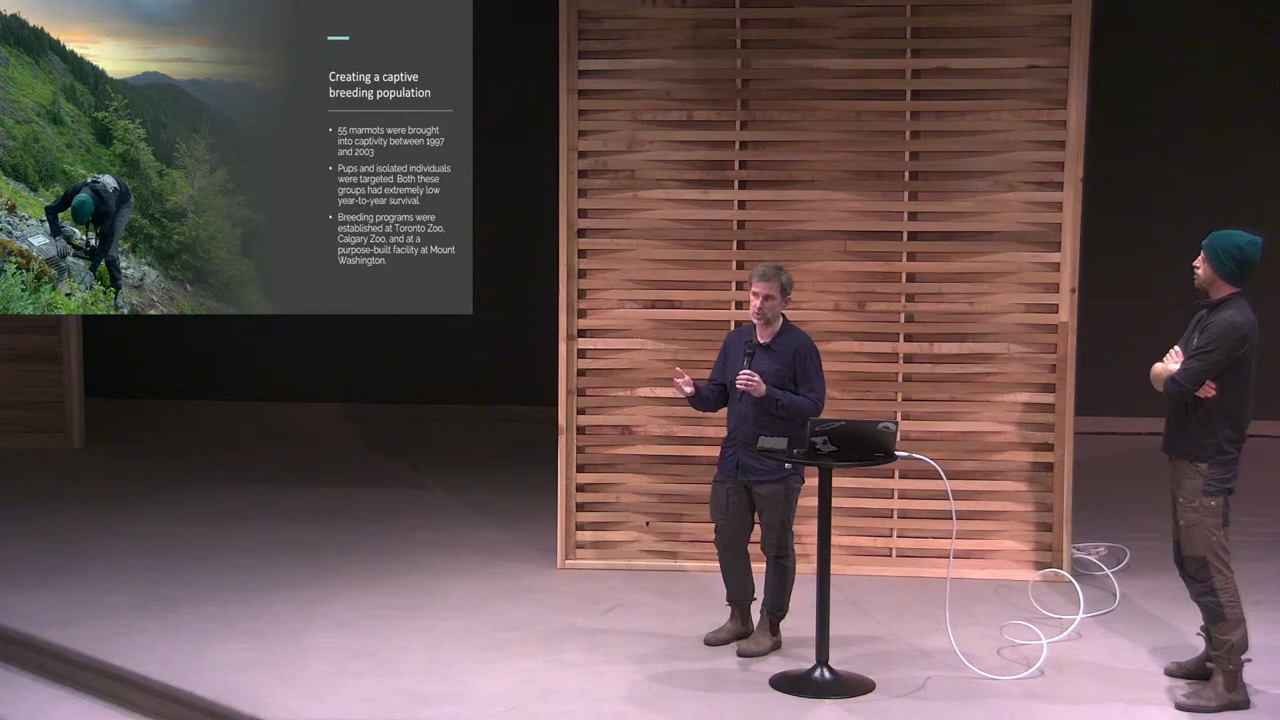 Creating a captive
breeding population
• 55 marmots were brought
into captivity between 1997
and 2003
• Pups and isolated individuals
were targeted. Both these
groups had extremely low
year-to-year survival.
• Breeding programs were
established at Toronto Zoo,
Calgary Zoo, and at a
purpose-built facility at Mount
Washington.